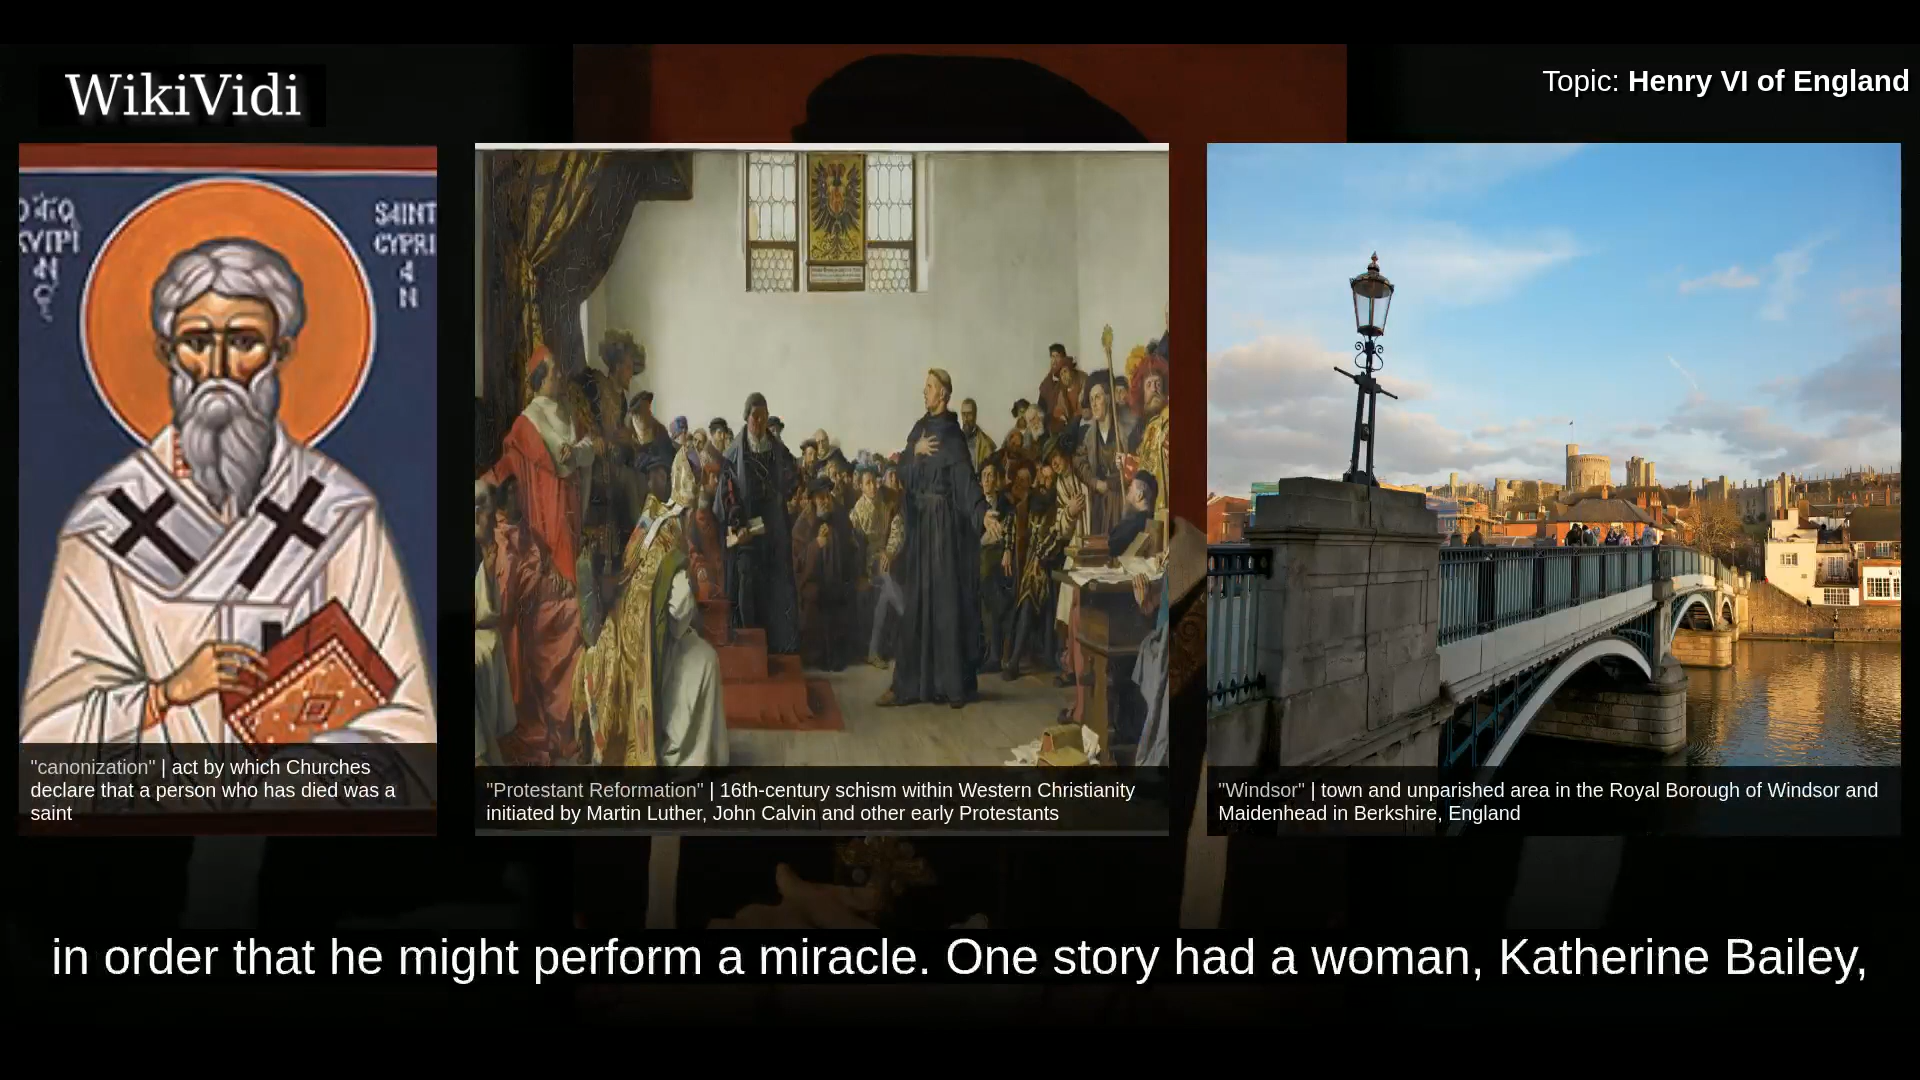 WikiVidi
Topic: Henry VI of England
SAINT
CYPRI
A
N
"canonization" | act by which Churches
declare that a person who has died was a
saint
"Protestant Reformation" | 16th-century schism within Western Christianity
initiated by Martin Luther, John Calvin and other early Protestants
"Windsor" | town and unparished area in the Royal Borough of Windsor and
Maidenhead in Berkshire, England
in order that he might perform a miracle. One story had a woman, Katherine Bailey,